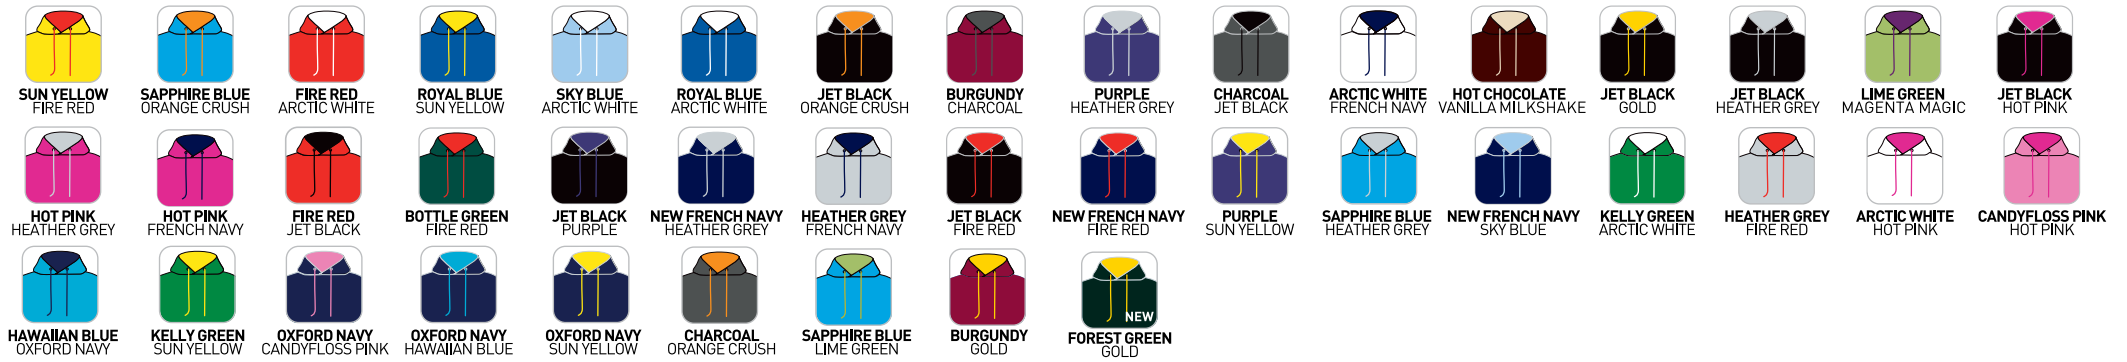 SUN YELLOW
FIRE RED
SAPPHIRE BLUE
ORANGE CRUSH
FIRE RED
ARCTIC WHITE
ROYAL BLUE
SUN YELLOW
SKY BLUE
ARCTIC WHITE
ROYAL BLUE
ARCTIC WHITE
JET BLACK
ORANGE CRUSH
BURGUNDY
CHARCOAL
PURPLE
HEATHER GREY
CHARCOAL
JET BLACK
ARCTIC WHITE
FRENCH NAVY
HOT CHOCOLATE
VANILLA MILKSHAKE
JET BLACK
GOLD
JET BLACK
HEATHER GREY
LIME GREEN
MAGENTA MAGIC
JET BLACK
HOT PINK
HOT PINK
HEATHER GREY
HOT PINK
FRENCH NAVY
FIRE RED
JET BLACK
BOTTLE GREEN
FIRE RED
JET BLACK
PURPLE
NEW FRENCH NAVY
HEATHER GREY
HEATHER GREY
FRENCH NAVY
JET BLACK
FIRE RED
NEW FRENCH NAVY
FIRE RED
PURPLE
SUN YELLOW
SAPPHIRE BLUE
HEATHER GREY
NEW FRENCH NAVY
SKY BLUE
KELLY GREEN
ARCTIC WHITE
HEATHER GREY
FIRE RED
ARCTIC WHITE
HOT PINK
CANDYFLOSS PINK
HOT PINK
HAWAIIAN BLUE
OXFORD NAVY
KELLY GREEN
SUN YELLOW
OXFORD NAVY
CANDYFLOSS PINK
OXFORD NAVY
HAWAIIAN BLUE
OXFORD NAVY
SUN YELLOW
CHARCOAL
ORANGE CRUSH
SAPPHIRE BLUE
LIME GREEN
BURGUNDY
GOLD
NEW
FOREST GREEN
GOLD